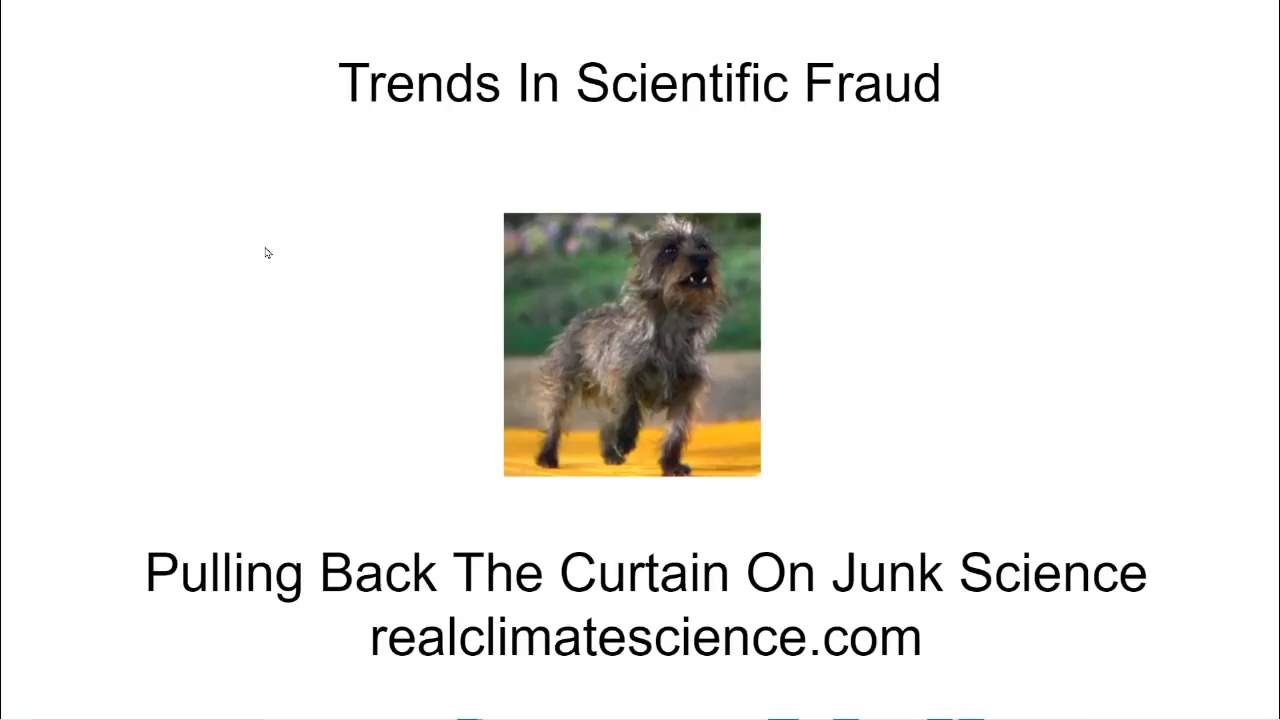 Trends In Scientific Fraud
Pulling Back The Curtain On Junk Science
realclimatescience.com